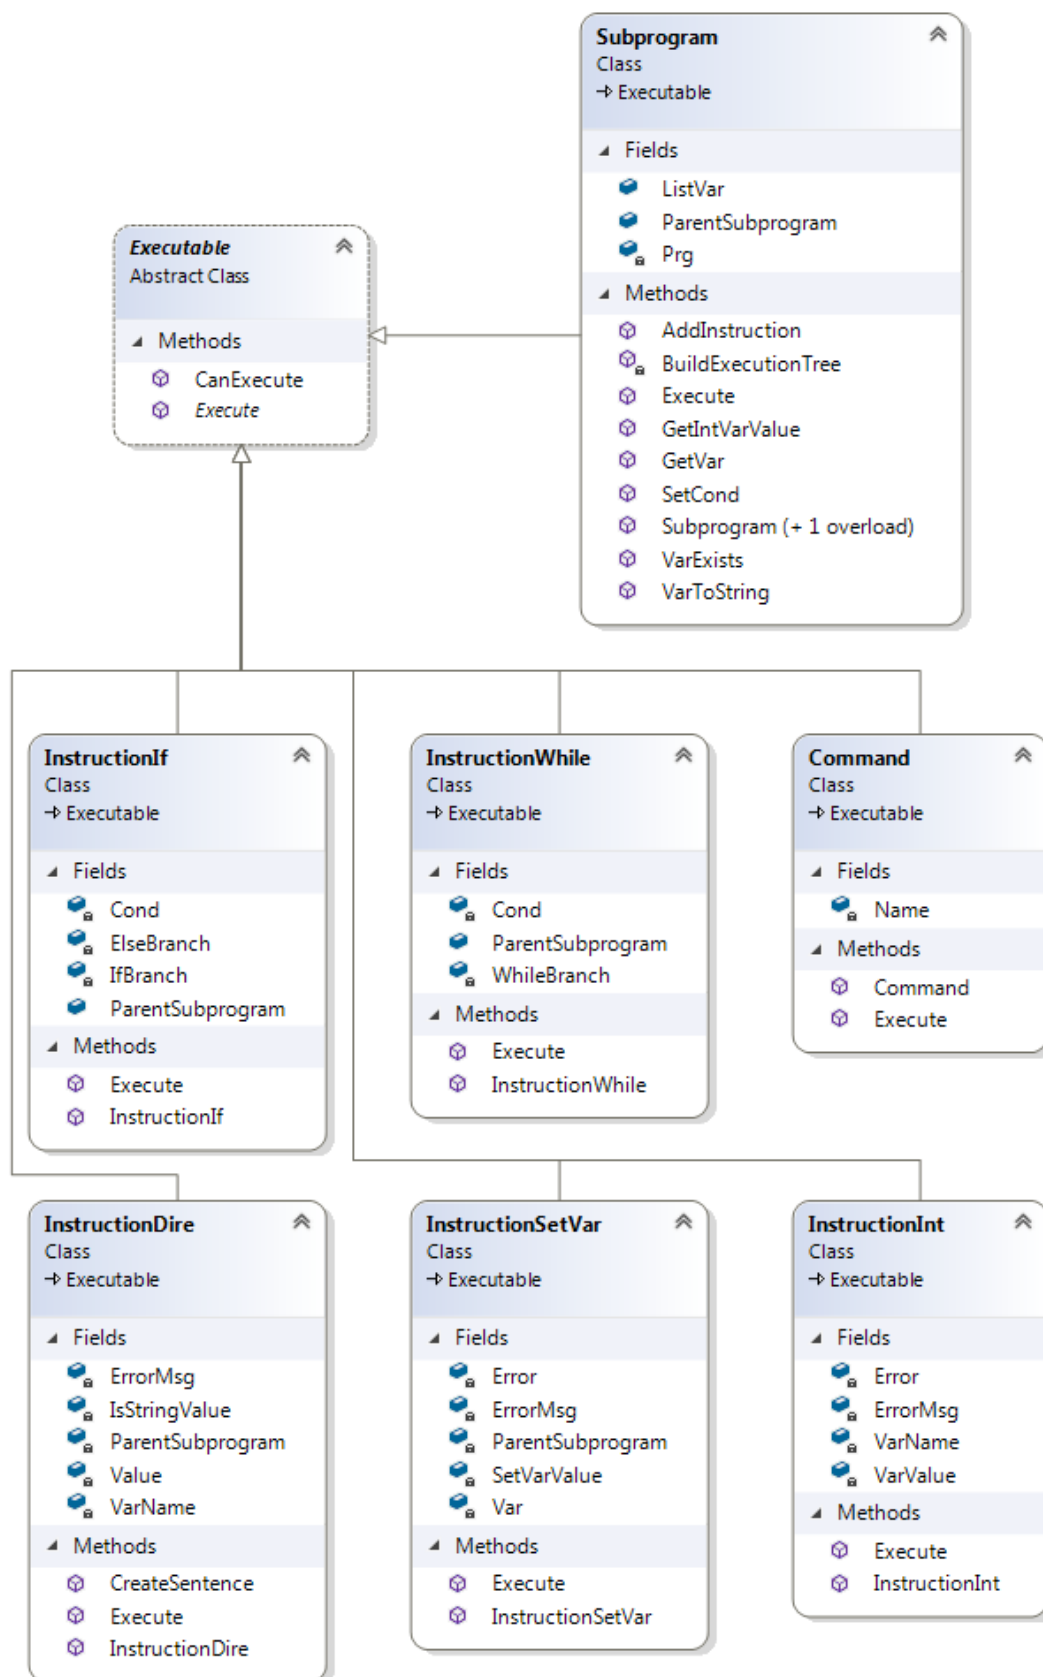 Subprogram
Class
Executable
Fields
ListVar
ParentSubprogram
Prg
Methods
AddInstruction
BuildExecutionTree
Execute
GetIntVarValue
GetVar
SetCond
Subprogram (+ 1 overload)
VarExists
VarToString
Executable
Abstract Class
Methods
CanExecute
Execute
InstructionIf
Class
Executable
Fields
Cond
ElseBranch
IfBranch
ParentSubprogram
Methods
Execute
InstructionIf
InstructionWhile
Class
Executable
Fields
Cond
ParentSubprogram
WhileBranch
Methods
Execute
InstructionWhile
Command
Class
Executable
Fields
Name
Methods
Command
Execute
InstructionDire
Class
Executable
Fields
ErrorMsg
IsStringValue
ParentSubprogram
Value
VarName
Methods
CreateSentence
Execute
InstructionDire
InstructionSetVar
Class
Executable
Fields
Error
ErrorMsg
ParentSubprogram
SetVarValue
Var
Methods
Execute
InstructionSetVar
InstructionInt
Class
Executable
Fields
Error
ErrorMsg
VarName
VarValue
Methods
Execute
InstructionInt